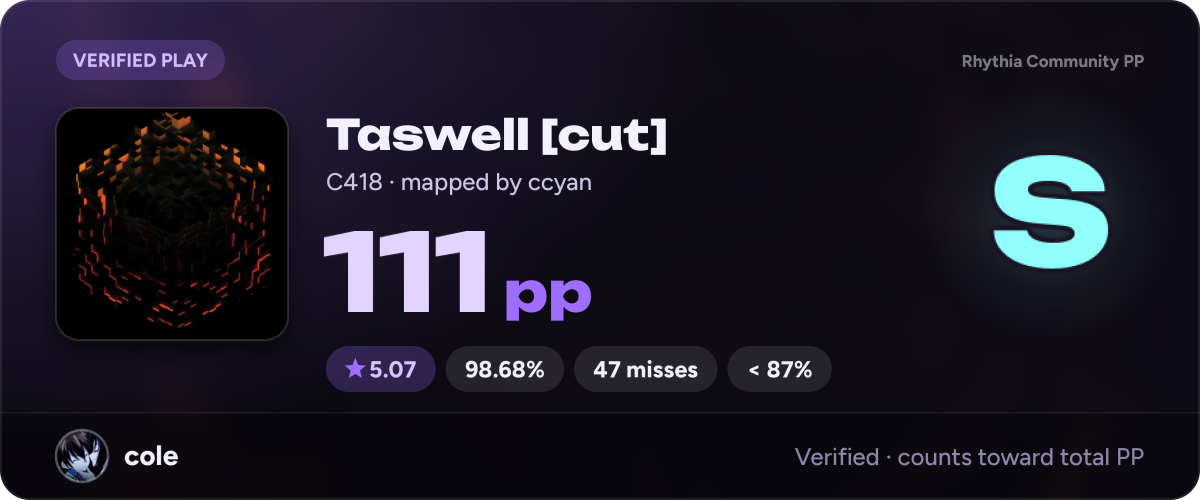 VERIFIED PLAY
Rhythia Community PP
Taswell [cut]
C418 · mapped by ccyan
111 pp
S
★ 5.07
98.68%
47 misses
< 87%
cole
Verified · counts toward total PP